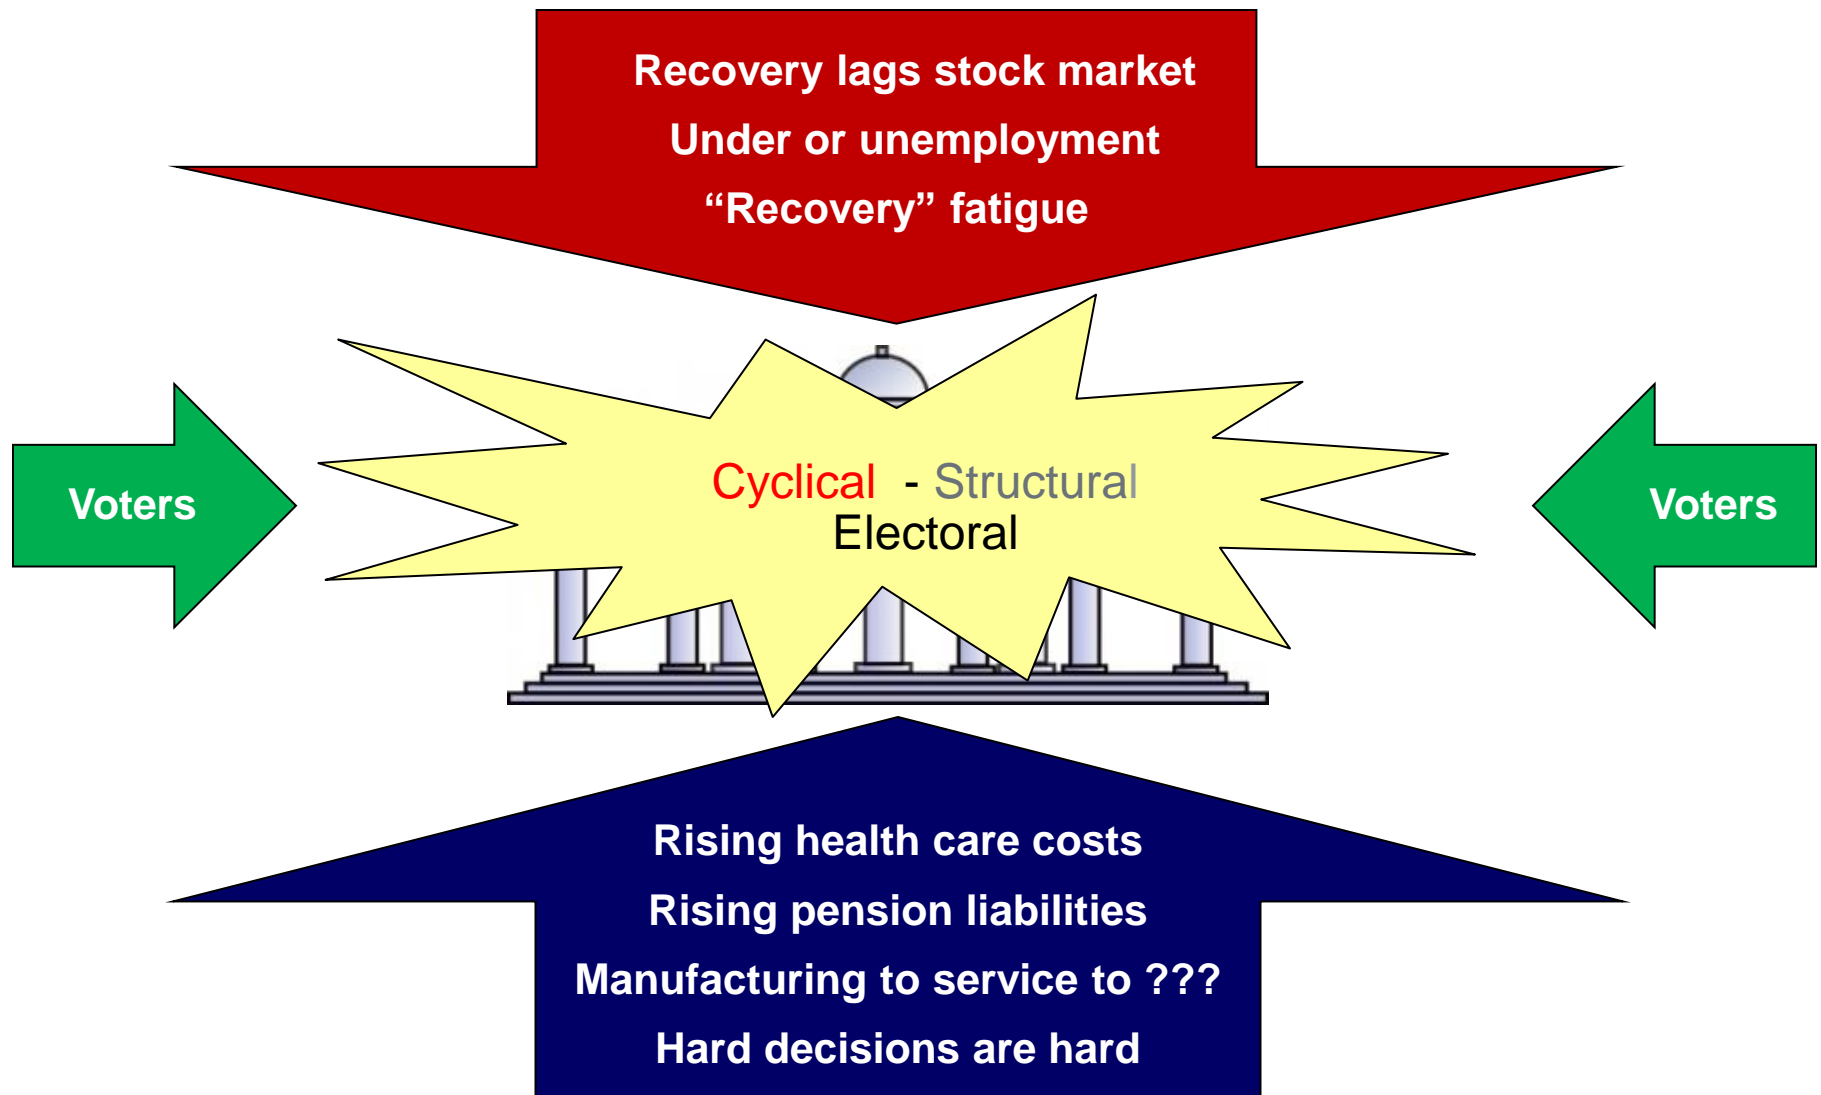 Recovery lags stock market
Under or unemployment
“Recovery” fatigue
Cyclical - Structural
Electoral
Voters
Voters
Rising health care costs
Rising pension liabilities
Manufacturing to service to ???
Hard decisions are hard